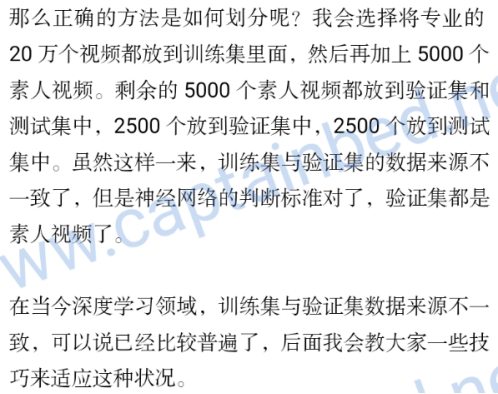 那么正确的方法是如何划分呢？我会选择将专业的
20 万个视频都放到训练集里面，然后再加上 5000 个
素人视频。剩余的 5000 个素人视频都放到验证集和
测试集中，2500 个放到验证集中，2500 个放到测试
集中。虽然这样一来，训练集与验证集的数据来源不
一致了，但是神经网络的判断标准对了，验证集都是
素人视频了。
在当今深度学习领域，训练集与验证集数据来源不一
致，可以说已经比较普遍了，后面我会教大家一些技
巧来适应这种状况。
ww.captainbed.ne